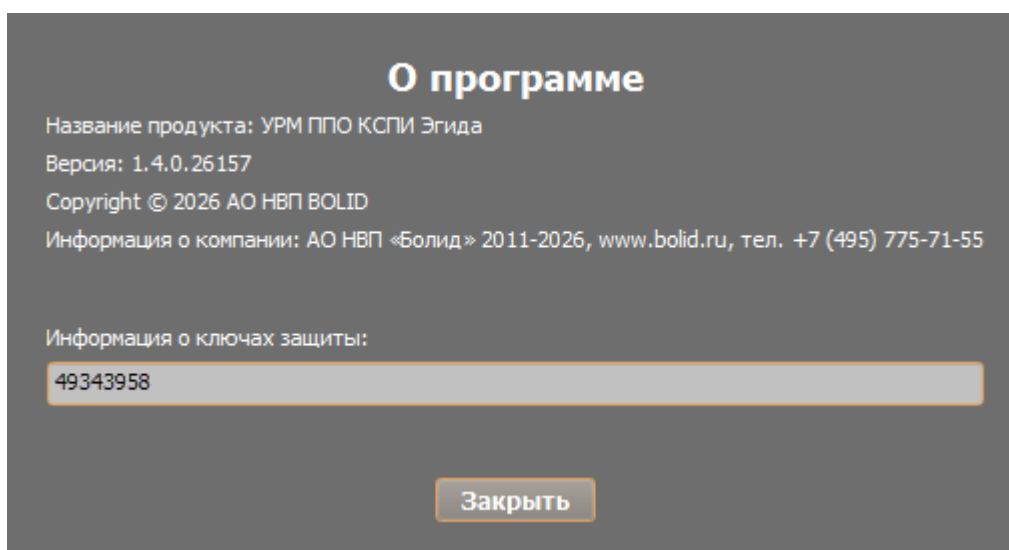 О программе
Название продукта: УРМ ППО КСПИ Эгида
Версия: 1.4.0.26157
Copyright © 2026 АО НВП BOLID
Информация о компании: АО НВП «Болид» 2011-2026, www.bolid.ru, тел. +7 (495) 775-71-55
Информация о ключах защиты:
49343958
Закрыть